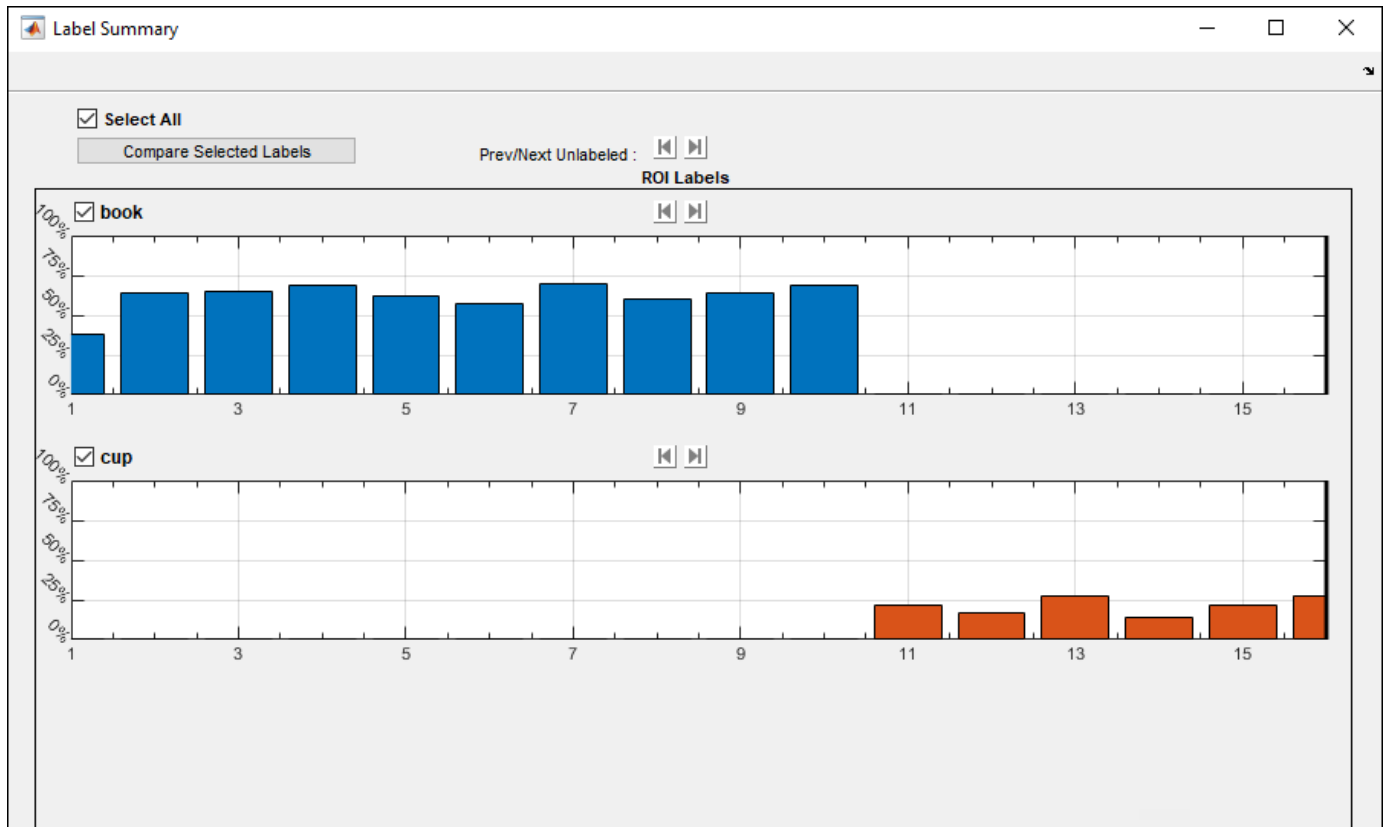 Label Summary
Select All
Compare Selected Labels
Prev/Next Unlabeled :
ROI Labels
book
100%
75%
50%
25%
0%
1 3 5 7 9 11 13 15
cup
100%
75%
50%
25%
0%
1 3 5 7 9 11 13 15